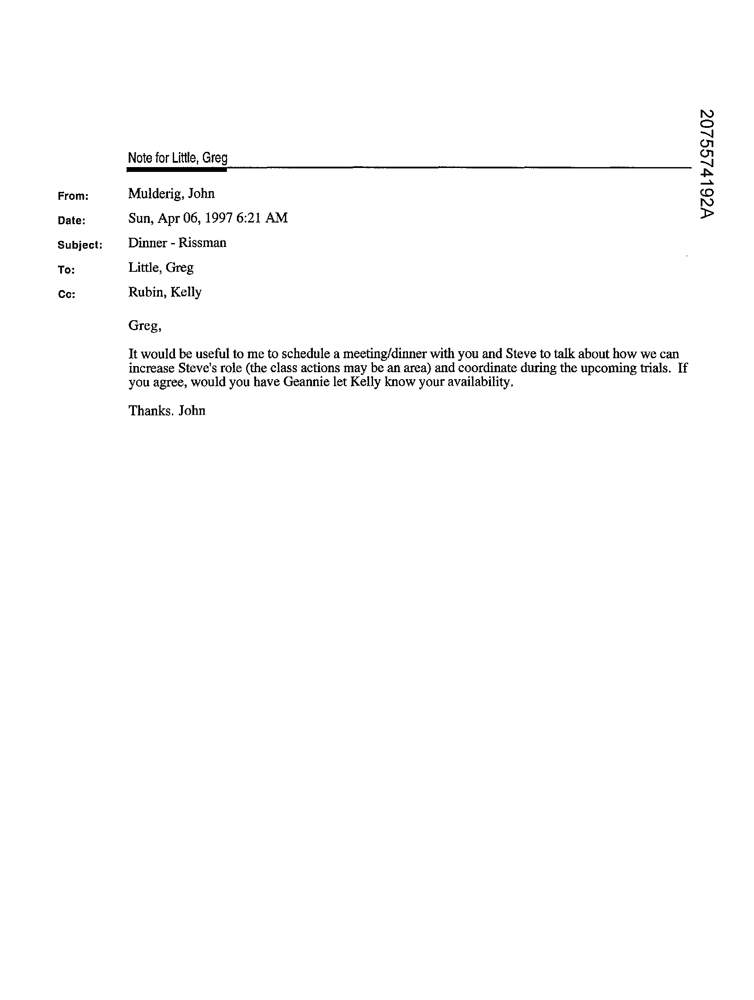 2075574192A
Note for Little, Greg
From: Mulderig, John
Date: Sun, Apr 06, 1997 6:21 AM
Subject: Dinner - Rissman
To: Little, Greg
Cc: Rubin, Kelly
Greg,
It would be useful to me to schedule a meeting/dinner with you and Steve to talk about how we can
increase Steve's role (the class actions may be an area) and coordinate during the upcoming trials. If
you agree, would you have Geannie let Kelly know your availability.
Thanks. John